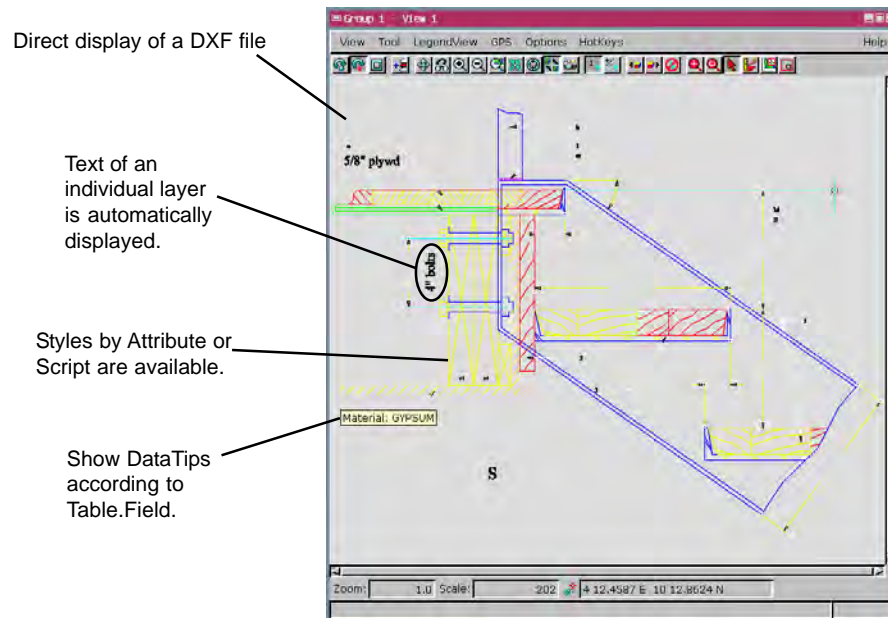 Direct display of a DXF file
Text of an
individual layer
is automatically
displayed.
Styles by Attribute or
Script are available.
Show DataTips
according to
Table.Field.
Group 1 - View 1
View Tool LegendView GPS Options HotKeys Help
5/8" plywd
4" bolts
Material: GYPSUM
S
Zoom: 1.0 Scale: 202 4 12.4587 E 10 12.8624 N